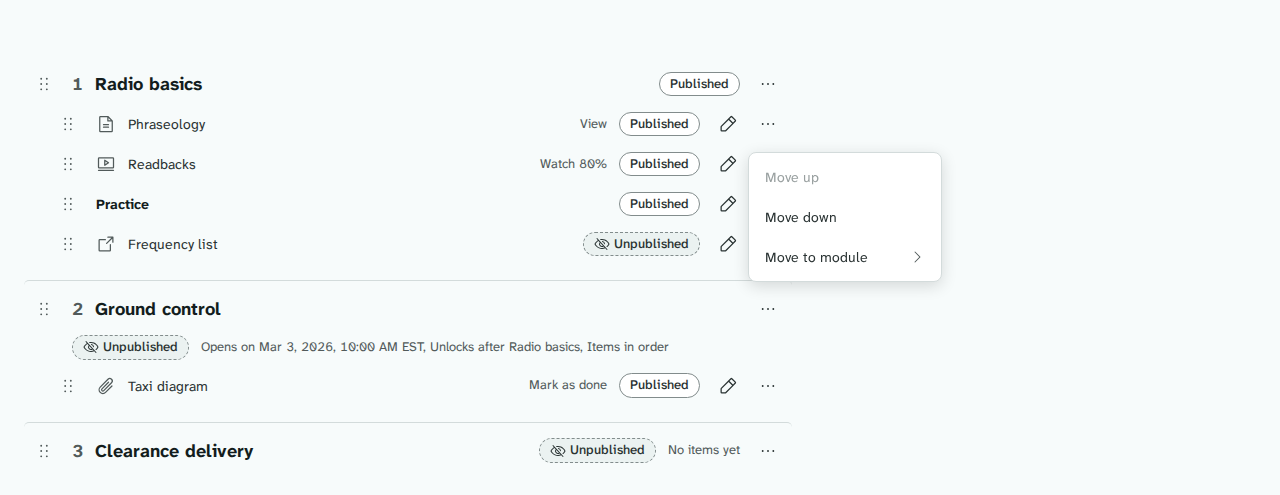 1 Radio basics Published
Phraseology View Published
Readbacks Watch 80% Published
Practice Published
Frequency list Unpublished
Move up
Move down
Move to module
2 Ground control
Unpublished Opens on Mar 3, 2026, 10:00 AM EST, Unlocks after Radio basics, Items in order
Taxi diagram Mark as done Published
3 Clearance delivery Unpublished No items yet